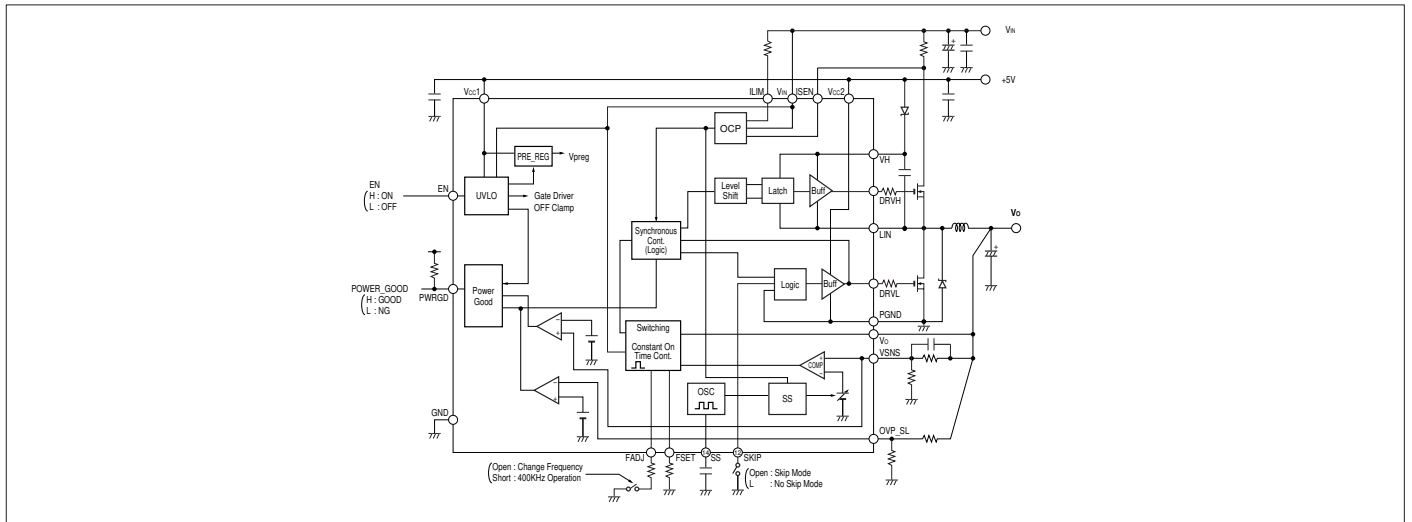 VIN
+5V
VCC1
ILIM
VIN
ISEN
VCC2
OCP
PRE_REG
Vpreg
VH
EN
H : ON
L : OFF
EN
UVLO
Gate Driver
OFF Clamp
Level
Shift
Latch
Buff
DRVH
LIN
Vo
Synchronous
Cont.
(Logic)
POWER_GOOD
H : GOOD
L : NG
PWRGD
Power
Good
Logic
Buff
DRVL
PGND
Switching
Constant On
Time Cont.
Vo
VSNS
COMP
OSC
SS
GND
OVP_SL
FADJ
FSET
14
SS
12
SKIP
Open : Change Frequency
Short : 400KHz Operation
Open : Skip Mode
L : No Skip Mode